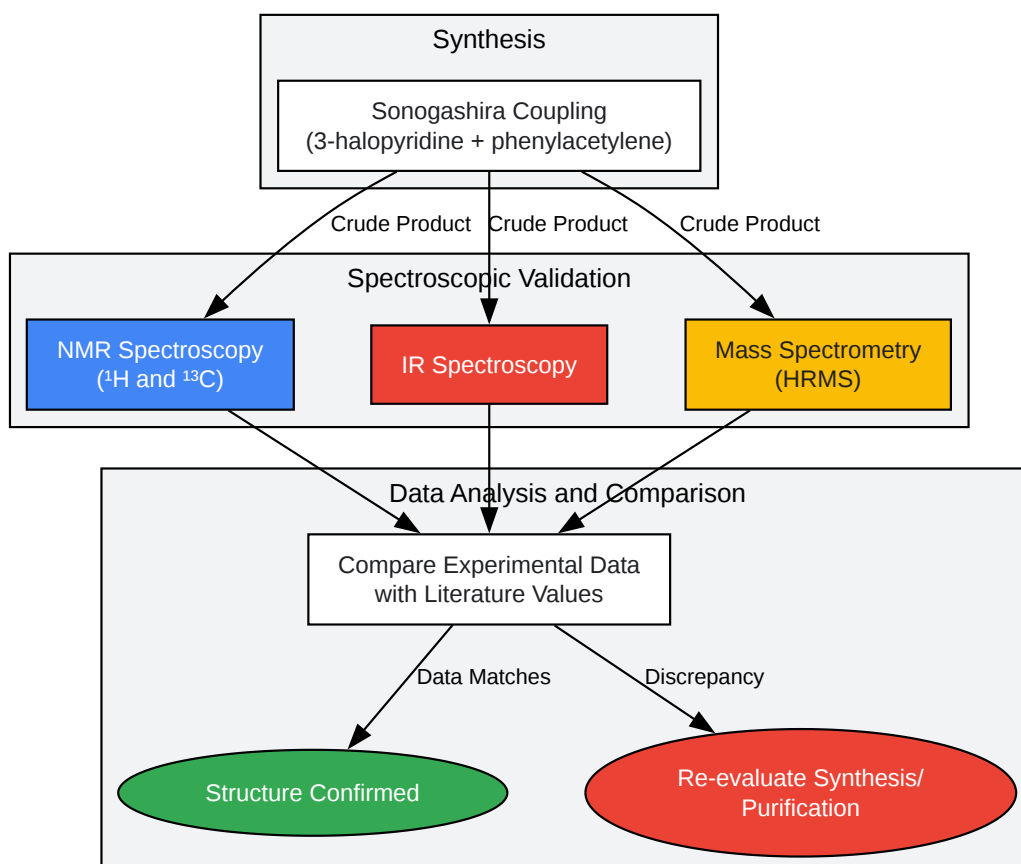 Synthesis
Sonogashira Coupling
(3-halopyridine + phenylacetylene)
Crude Product
Crude Product
Crude Product
Spectroscopic Validation
NMR Spectroscopy
(¹H and ¹³C)
IR Spectroscopy
Mass Spectrometry
(HRMS)
Data Analysis and Comparison
Compare Experimental Data
with Literature Values
Data Matches
Discrepancy
Structure Confirmed
Re-evaluate Synthesis/
Purification